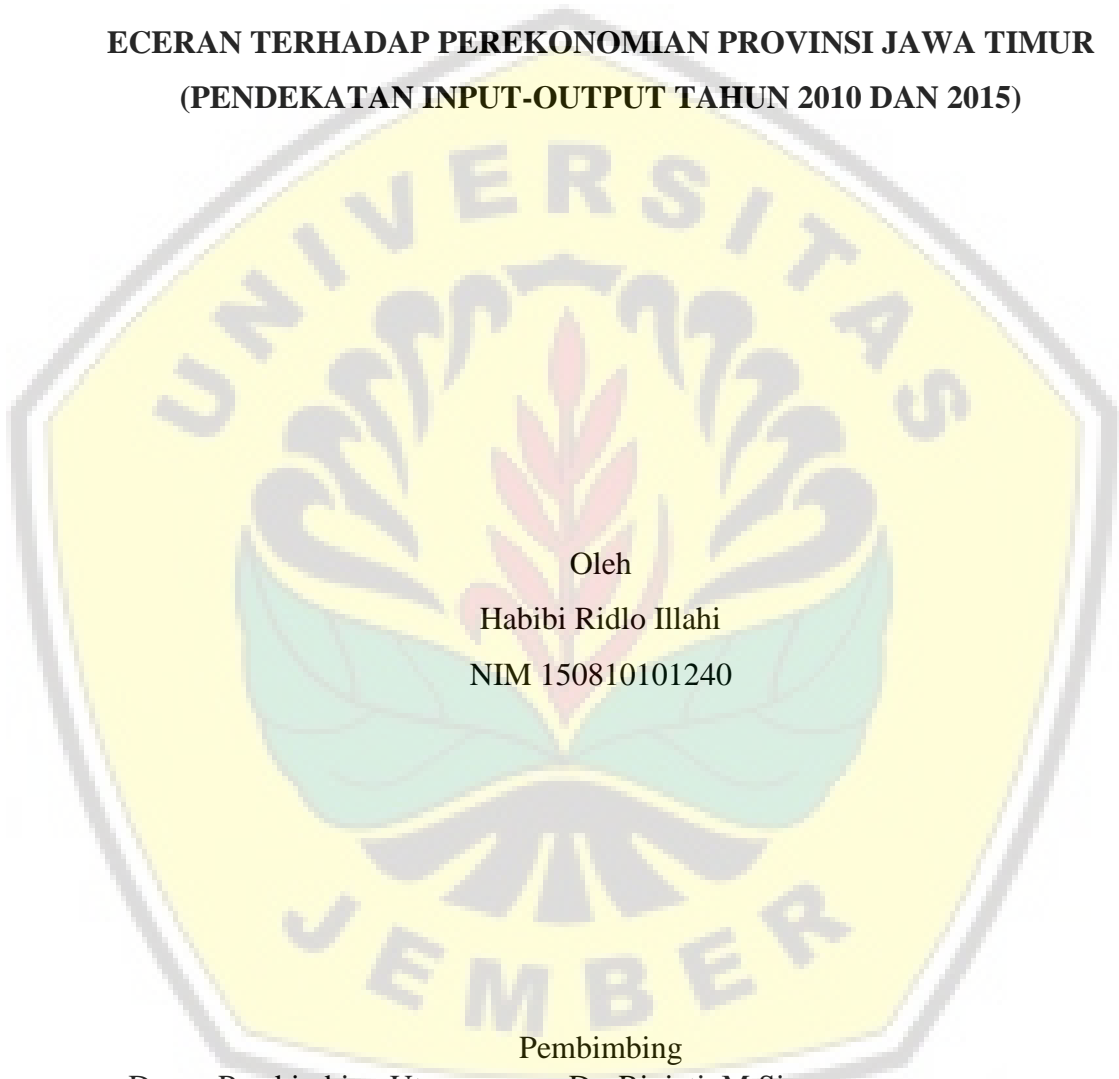 ECERAN TERHADAP PEREKONOMIAN PROVINSI JAWA TIMUR
(PENDEKATAN INPUT-OUTPUT TAHUN 2010 DAN 2015)
UNIVERSITAS
Oleh
Habibi Ridlo Illahi
NIM 150810101240
JEMBER
Pembimbing